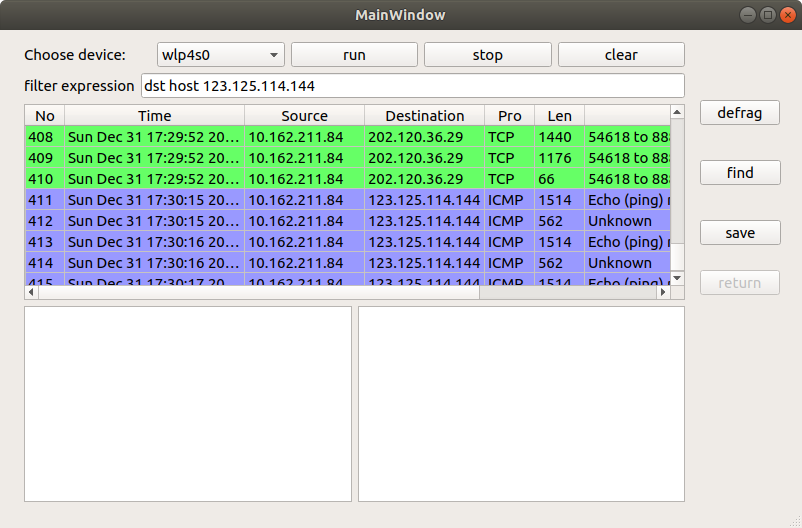 MainWindow
Choose device: wlp4s0 run stop clear
filter expression dst host 123.125.114.144
No Time Source Destination Pro Len
408 Sun Dec 31 17:29:52 20... 10.162.211.84 202.120.36.29 TCP 1440 54618 to 88
409 Sun Dec 31 17:29:52 20... 10.162.211.84 202.120.36.29 TCP 1176 54618 to 88
410 Sun Dec 31 17:29:52 20... 10.162.211.84 202.120.36.29 TCP 66 54618 to 88
411 Sun Dec 31 17:30:15 20... 10.162.211.84 123.125.114.144 ICMP 1514 Echo (ping)
412 Sun Dec 31 17:30:15 20... 10.162.211.84 123.125.114.144 ICMP 562 Unknown
413 Sun Dec 31 17:30:16 20... 10.162.211.84 123.125.114.144 ICMP 1514 Echo (ping)
414 Sun Dec 31 17:30:16 20... 10.162.211.84 123.125.114.144 ICMP 562 Unknown
415 Sun Dec 31 17:30:17 20... 10.162.211.84 123.125.114.144 ICMP 1514 Echo (ping)
defrag
find
save
return